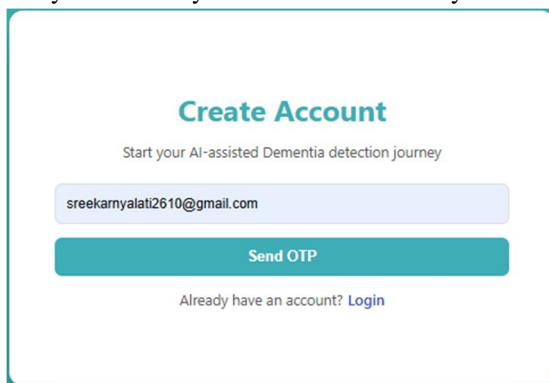 Create Account
Start your AI-assisted Dementia detection journey
sreekarnyalati2610@gmail.com
Send OTP
Already have an account? Login